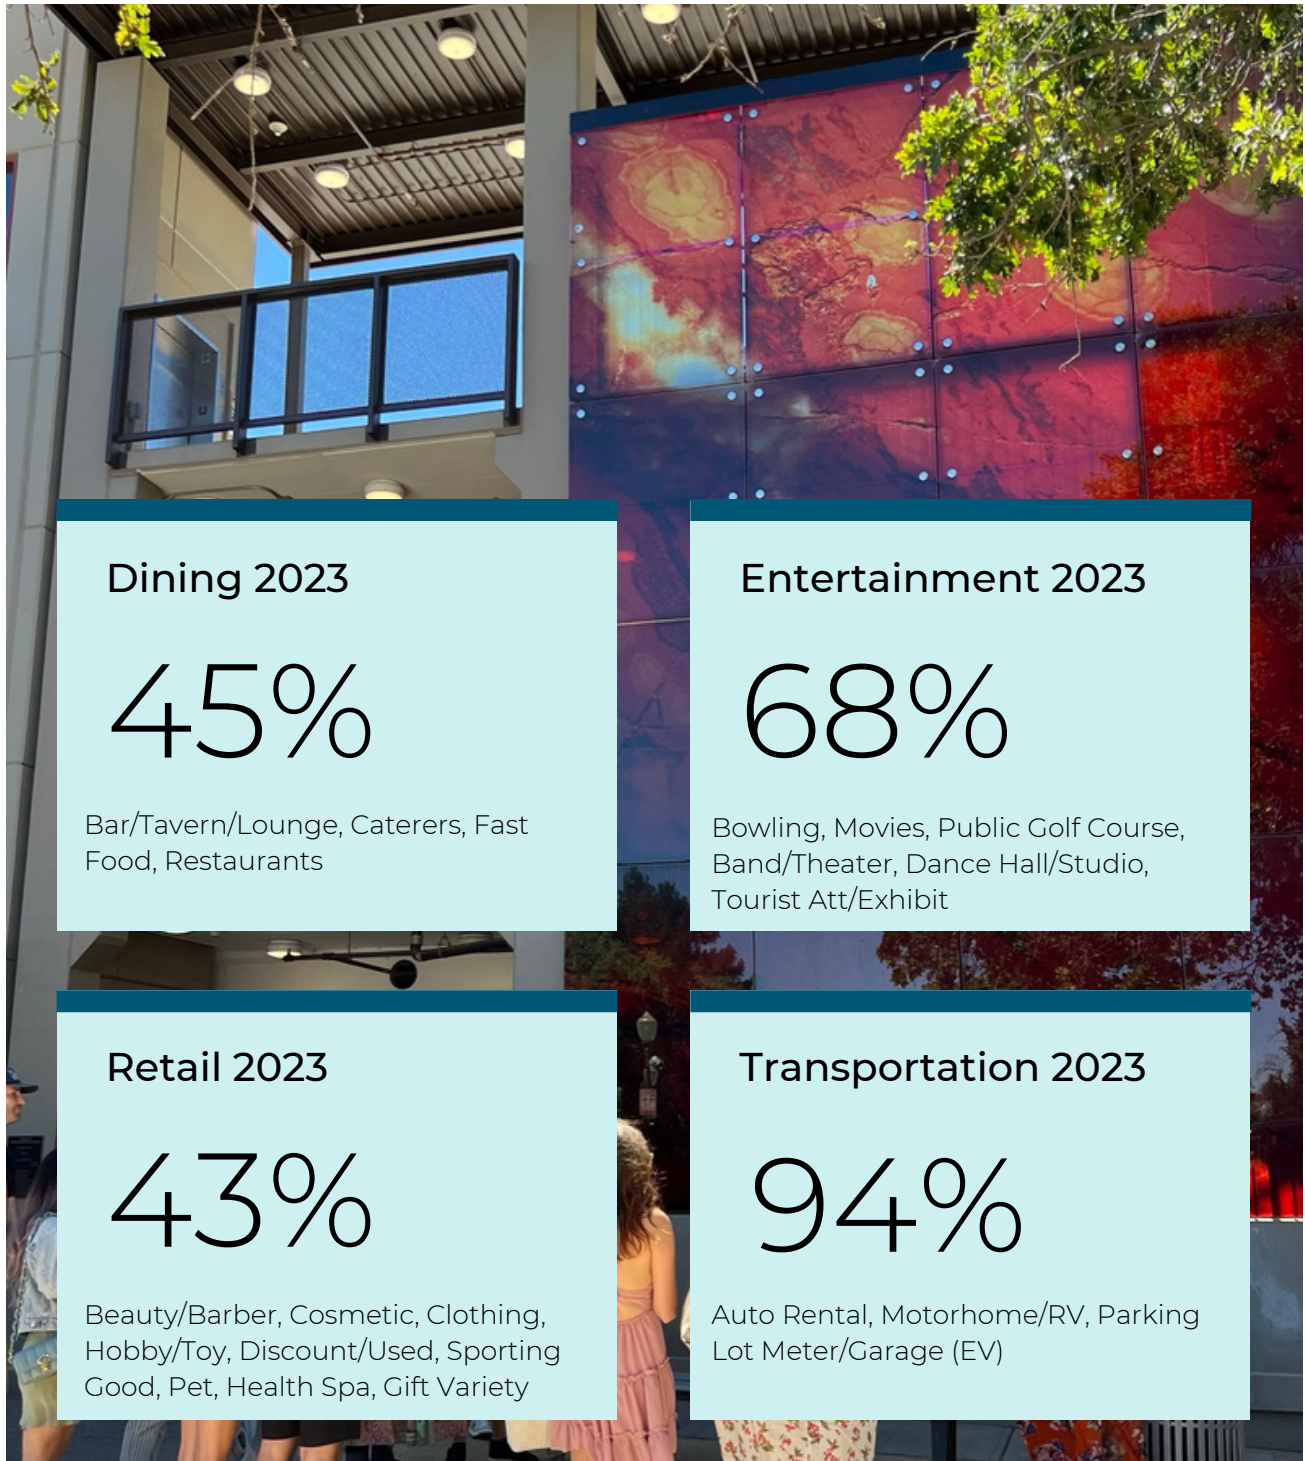 Dining 2023
45%
Bar/Tavern/Lounge, Caterers, Fast
Food, Restaurants
Entertainment 2023
68%
Bowling, Movies, Public Golf Course,
Band/Theater, Dance Hall/Studio,
Tourist Att/Exhibit
Retail 2023
43%
Beauty/Barber, Cosmetic, Clothing,
Hobby/Toy, Discount/Used, Sporting
Good, Pet, Health Spa, Gift Variety
Transportation 2023
94%
Auto Rental, Motorhome/RV, Parking
Lot Meter/Garage (EV)